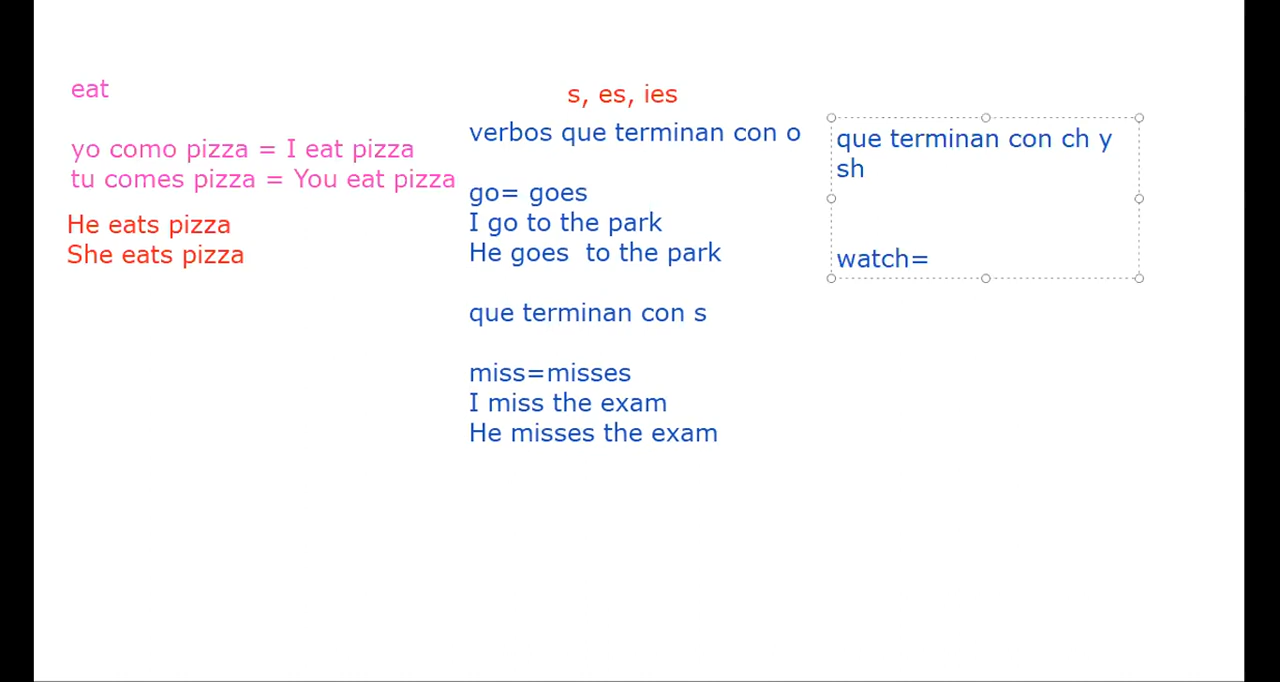 eat
yo como pizza = I eat pizza
tu comes pizza = You eat pizza
He eats pizza
She eats pizza
s, es, ies
verbos que terminan con o
go= goes
I go to the park
He goes  to the park
que terminan con s
miss=misses
I miss the exam
He misses the exam
que terminan con ch y
sh
watch=